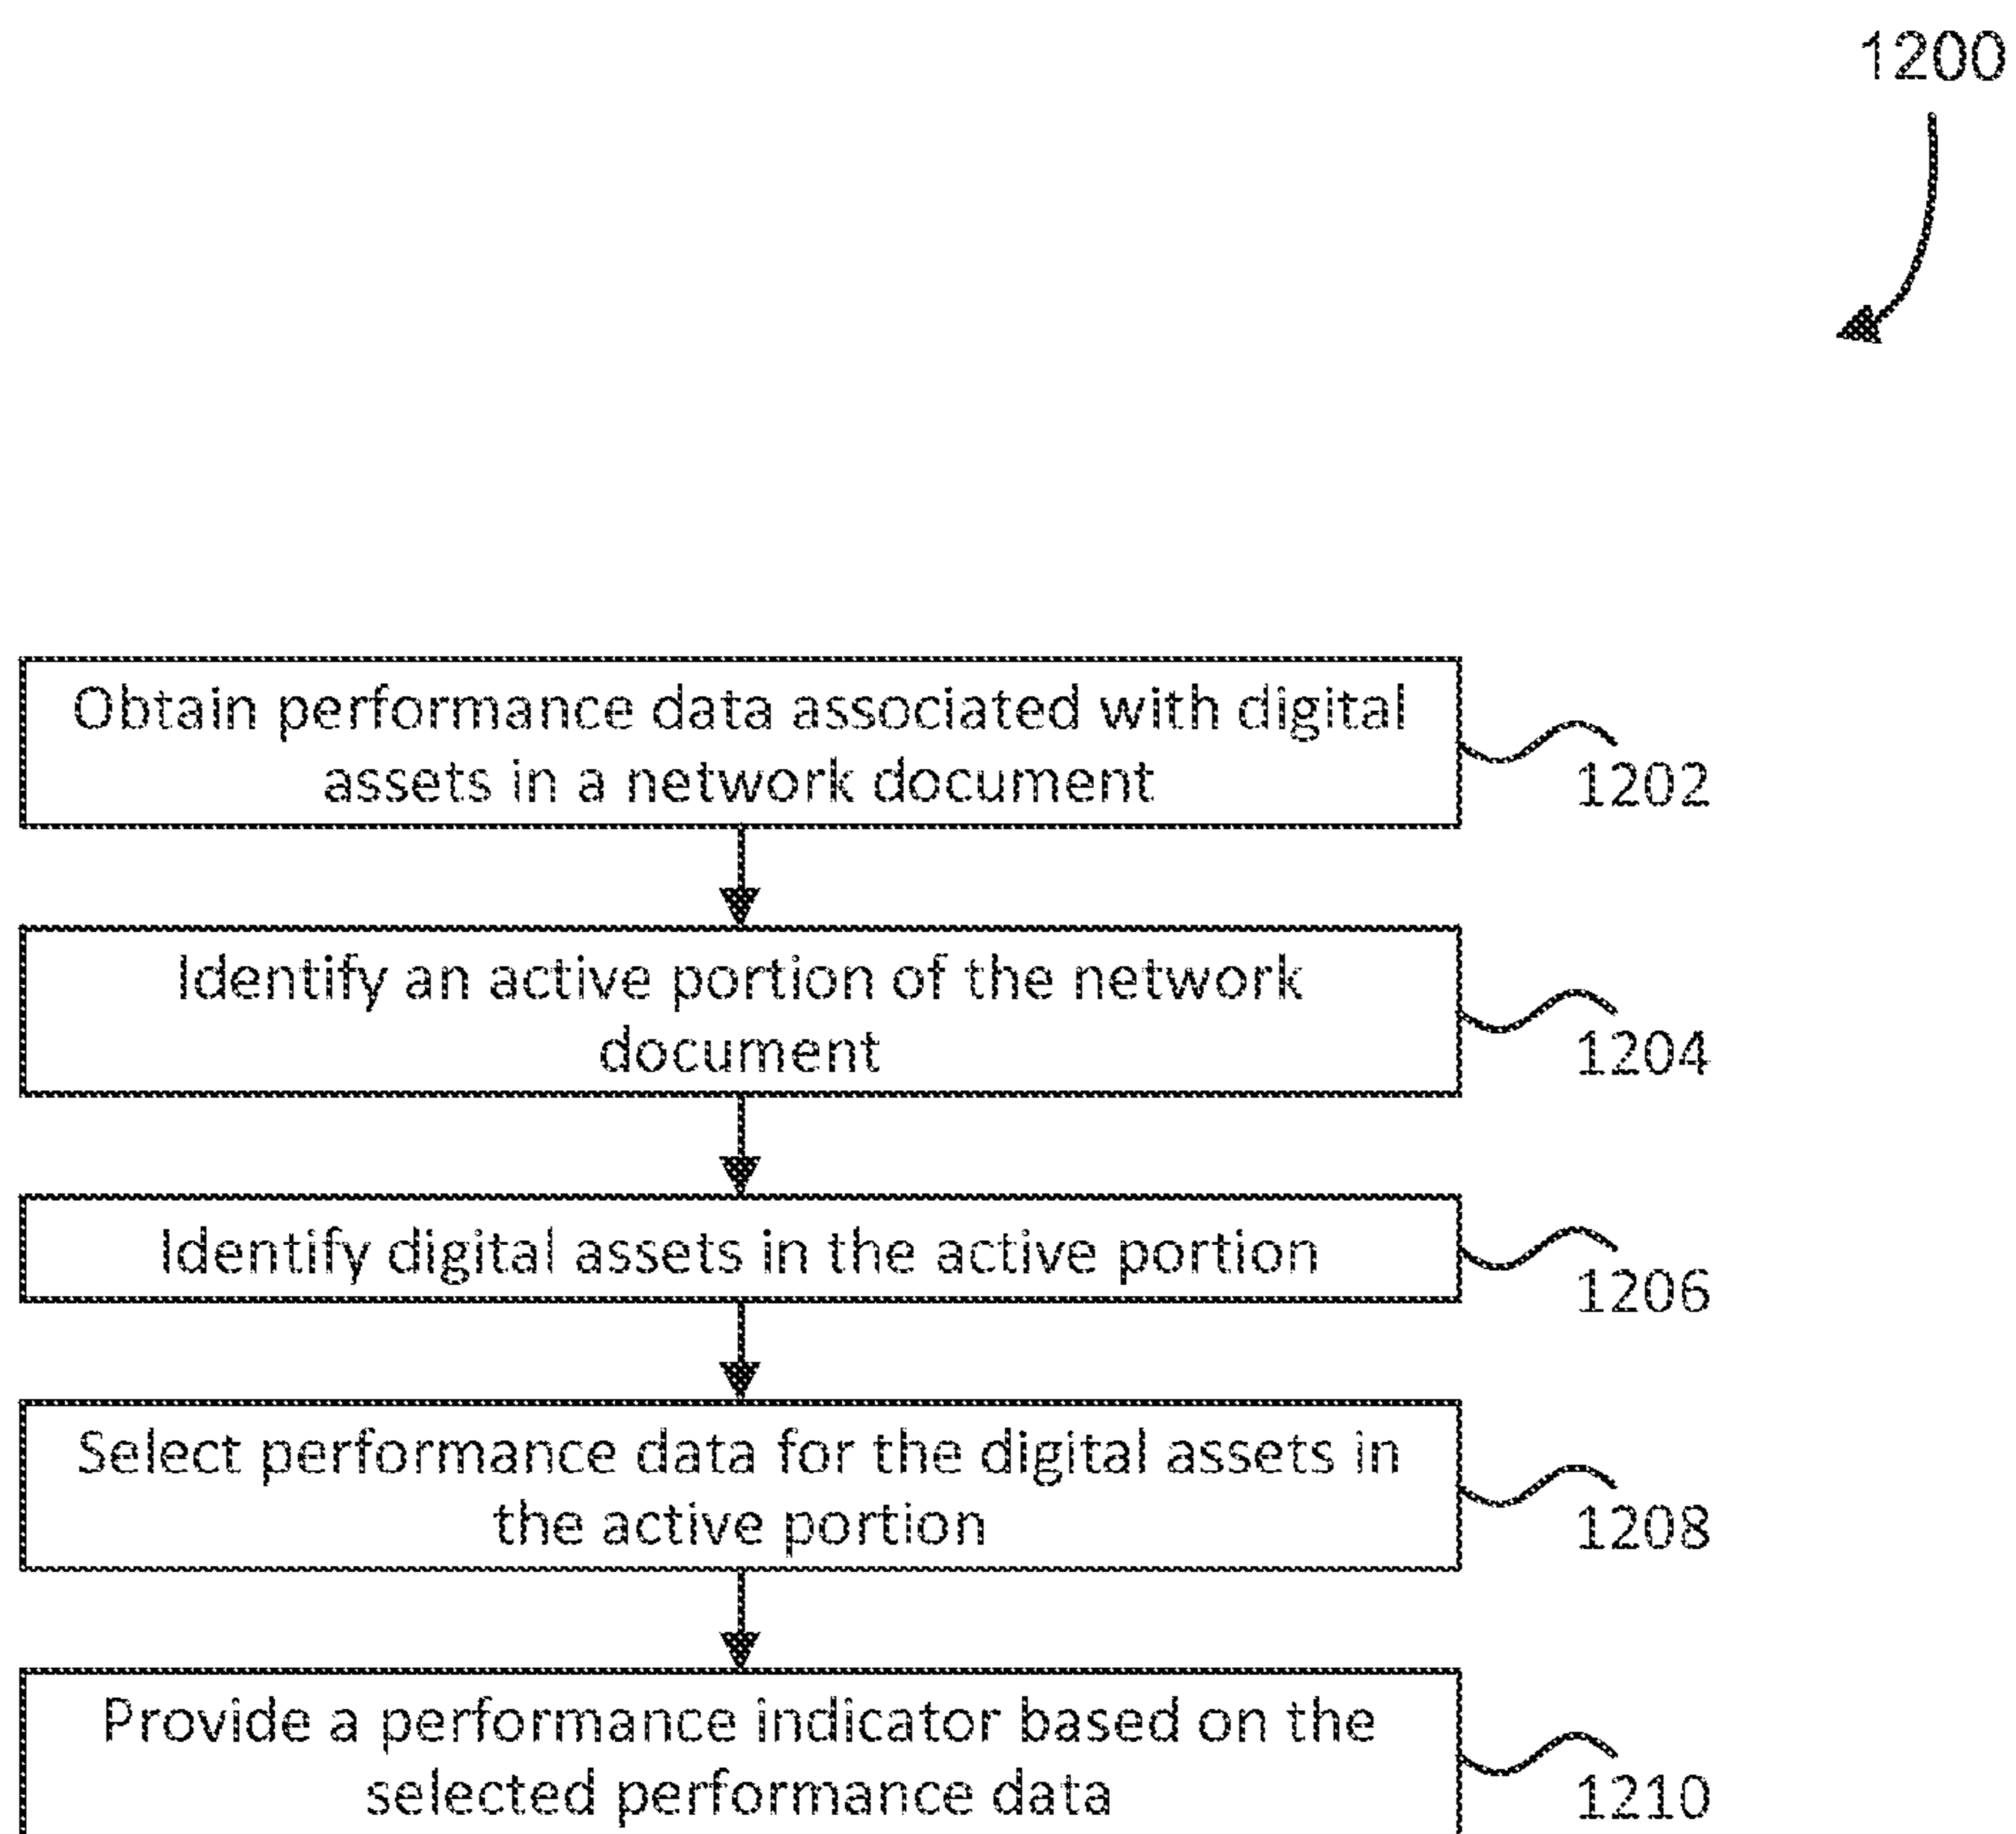 1200
Obtain performance data associated with digital
assets in a network document
1202
Identify an active portion of the network
document
1204
Identify digital assets in the active portion
1206
Select performance data for the digital assets in
the active portion
1208
Provide a performance indicator based on the
selected performance data
1210